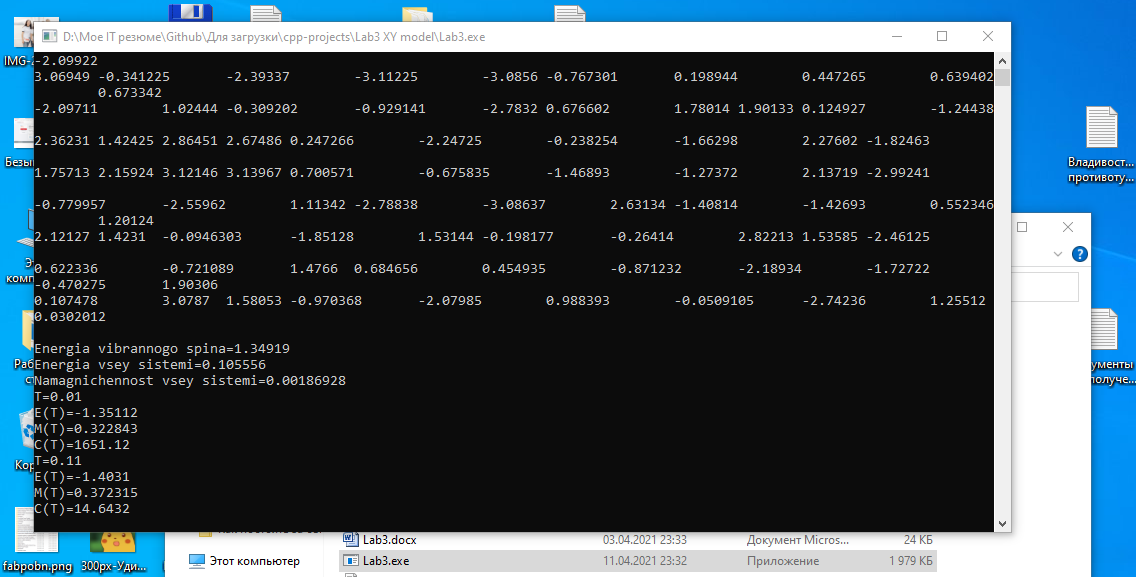 IMG-2
D:\Мое IT резюме\Github\Для загрузки\cpp-projects\Lab3 XY model\Lab3.exe
-2.09922
3.06949 -0.341225 -2.39337 -3.11225 -3.0856 -0.767301 0.198944 0.447265 0.639402
0.673342
-2.09711 1.02444 -0.309202 -0.929141 -2.7832 0.676602 1.78014 1.90133 0.124927 -1.24438
2.36231 1.42425 2.86451 2.67486 0.247266 -2.24725 -0.238254 -1.66298 2.27602 -1.82463
1.75713 2.15924 3.12146 3.13967 0.700571 -0.675835 -1.46893 -1.27372 2.13719 -2.99241
-0.779957 -2.55962 1.11342 -2.78838 -3.08637 2.63134 -1.40814 -1.42693 0.552346
1.20124
2.12127 1.4231 -0.0946303 -1.85128 1.53144 -0.198177 -0.26414 2.82213 1.53585 -2.46125
0.622336 -0.721089 1.4766 0.684656 0.454935 -0.871232 -2.18934 -1.72722
-0.470275 1.90306
0.107478 3.0787 1.58053 -0.970368 -2.07985 0.988393 -0.0509105 -2.74236 1.25512
0.0302012
Energia vibrannogo spina=1.34919
Energia vsey sistemi=0.105556
Namagnichennost vsey sistemi=0.00186928
T=0.01
E(T)=-1.35112
M(T)=0.322843
C(T)=1651.12
T=0.11
E(T)=-1.4031
M(T)=0.372315
C(T)=14.6432
Безы
Э
комп
Раб
ст
Кор
fabpobn.png
300px-Уди...
Владивост...
противоту...
?
ументы
получе...
Lab3.docx 03.04.2021 23:33 Документ Micros... 24 КБ
Этот компьютер
Lab3.exe 11.04.2021 23:32 Приложение 1 979 КБ